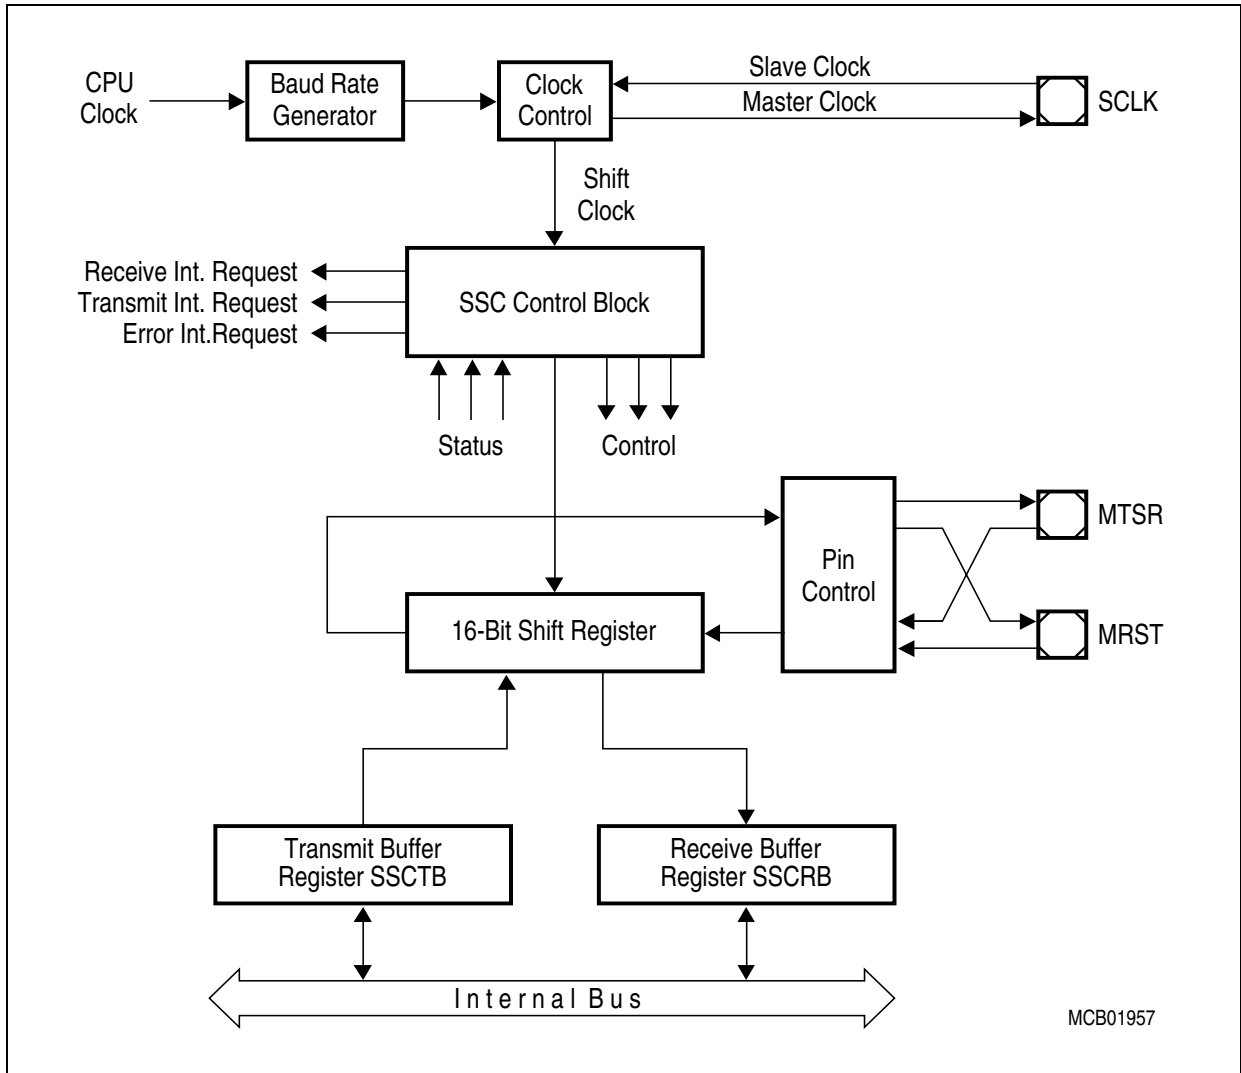 CPU
Clock
Baud Rate
Generator
Clock
Control
Slave Clock
Master Clock
SCLK
Shift
Clock
Receive Int. Request
Transmit Int. Request
Error Int.Request
SSC Control Block
Status
Control
MTSR
Pin
Control
16-Bit Shift Register
MRST
Transmit Buffer
Register SSCTB
Receive Buffer
Register SSCRB
Internal Bus
MCB01957